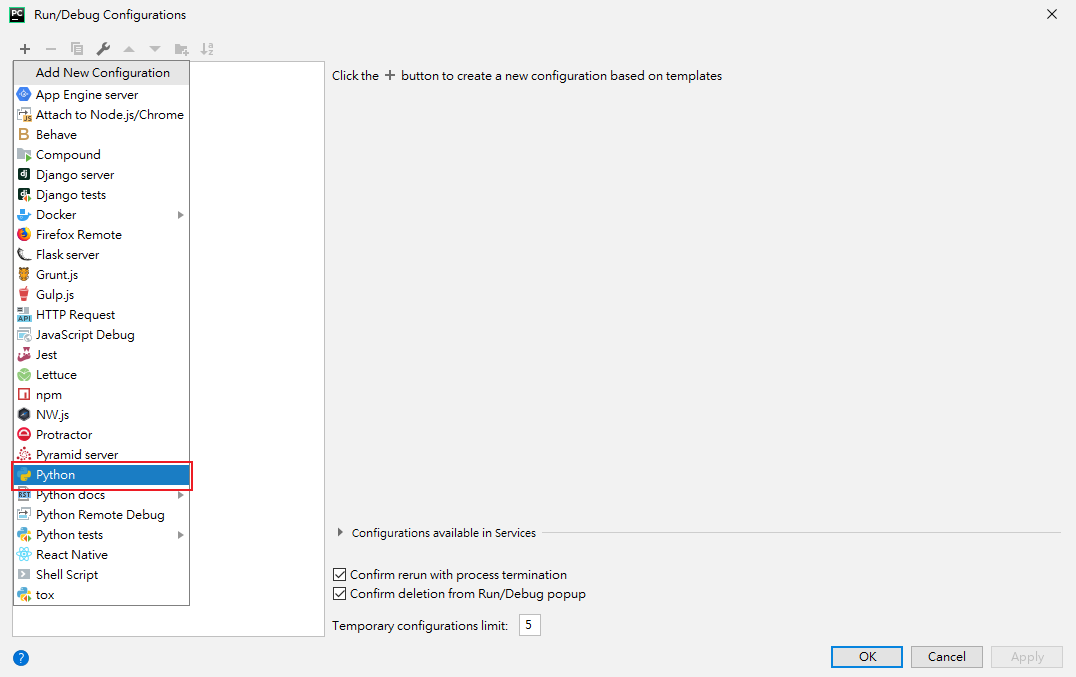 PC
Run/Debug Configurations
Add New Configuration
Click the + button to create a new configuration based on templates
App Engine server
Attach to Node.js/Chrome
Behave
Compound
Django server
Django tests
Docker
Firefox Remote
Flask server
Grunt.js
Gulp.js
HTTP Request
JavaScript Debug
Jest
Lettuce
npm
NW.js
Protractor
Pyramid server
Python
Python docs
Python Remote Debug
Python tests
React Native
Shell Script
tox
Configurations available in Services
Confirm rerun with process termination
Confirm deletion from Run/Debug popup
Temporary configurations limit: 5
?
OK Cancel Apply